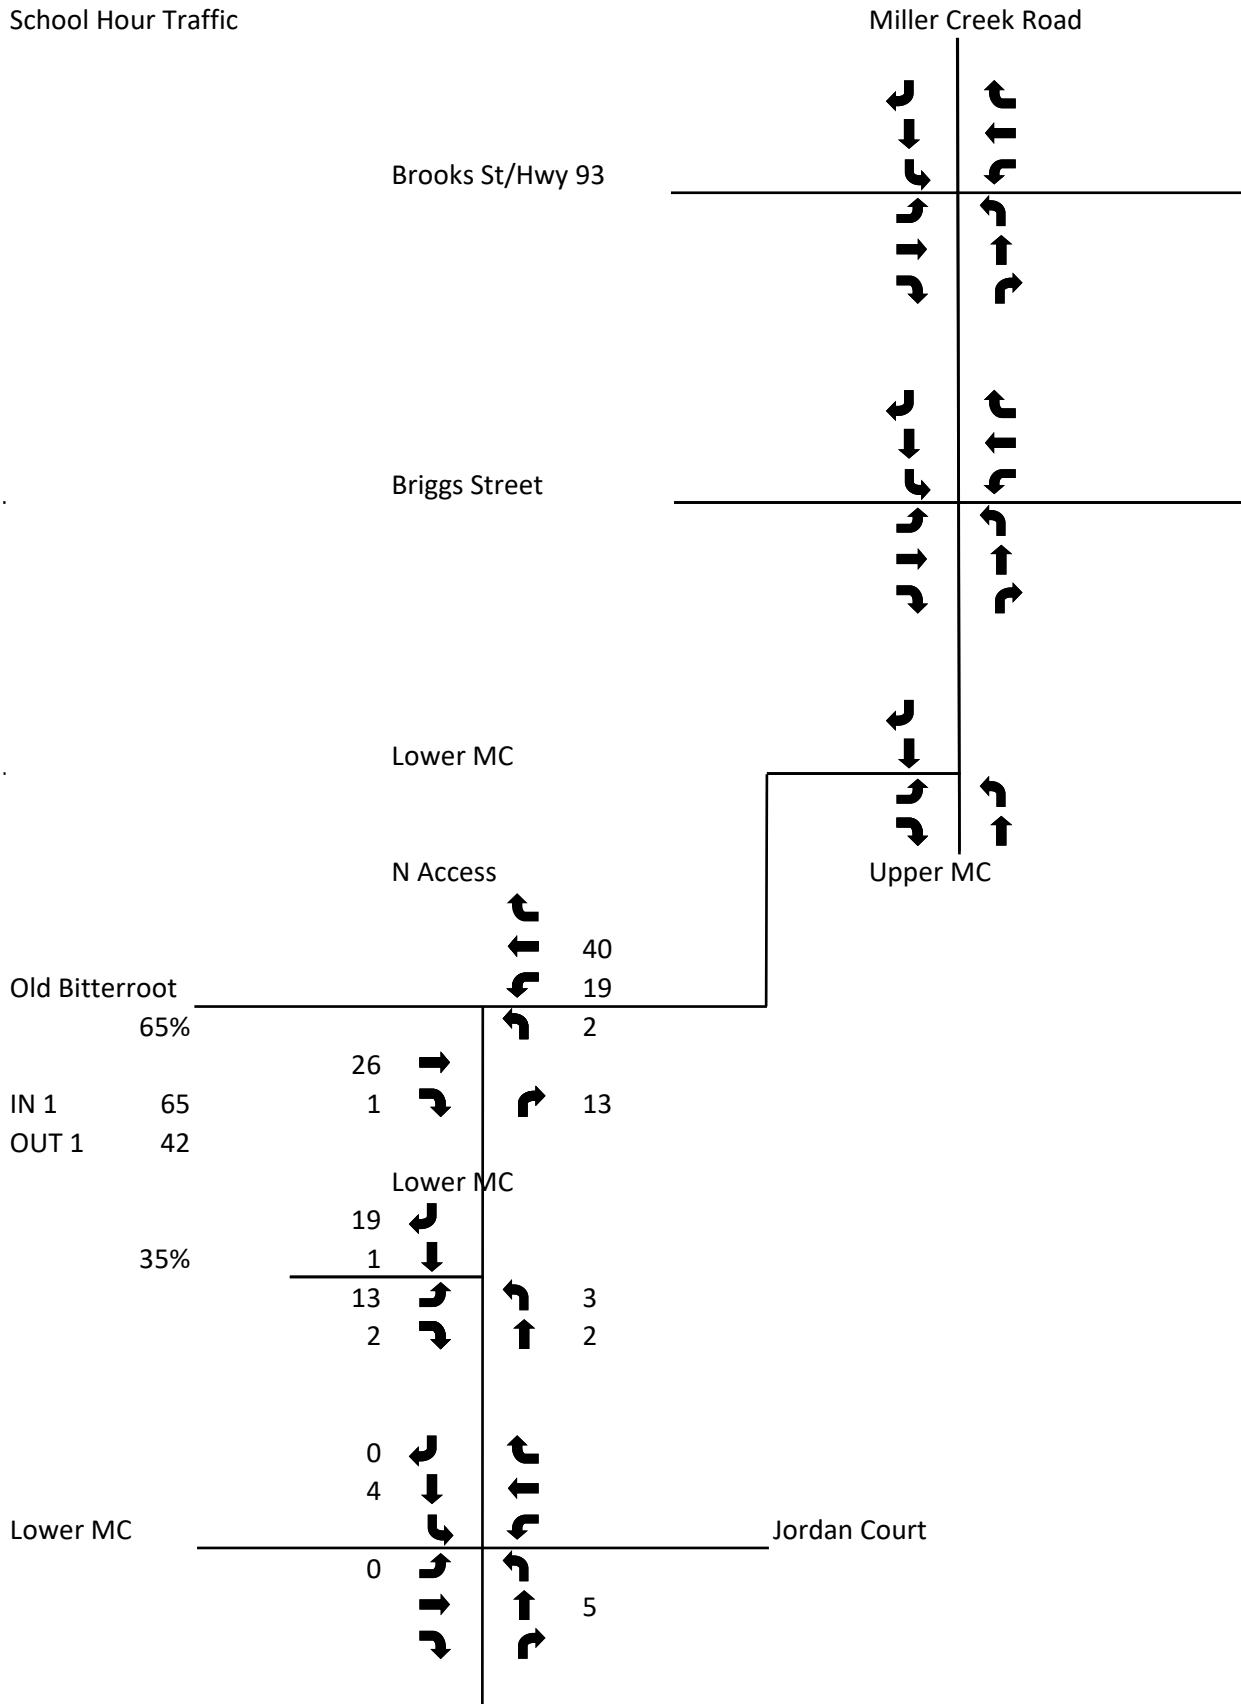 School Hour Traffic Miller Creek Road
Brooks St/Hwy 93
Briggs Street
.
Lower MC
.
N Access Upper MC
40
Old Bitterroot 19
65% 2
26
IN 1 65 1 13
OUT 1 42
Lower MC
19
35% 1
13 3
2 2
0
4
Lower MC Jordan Court
0
5